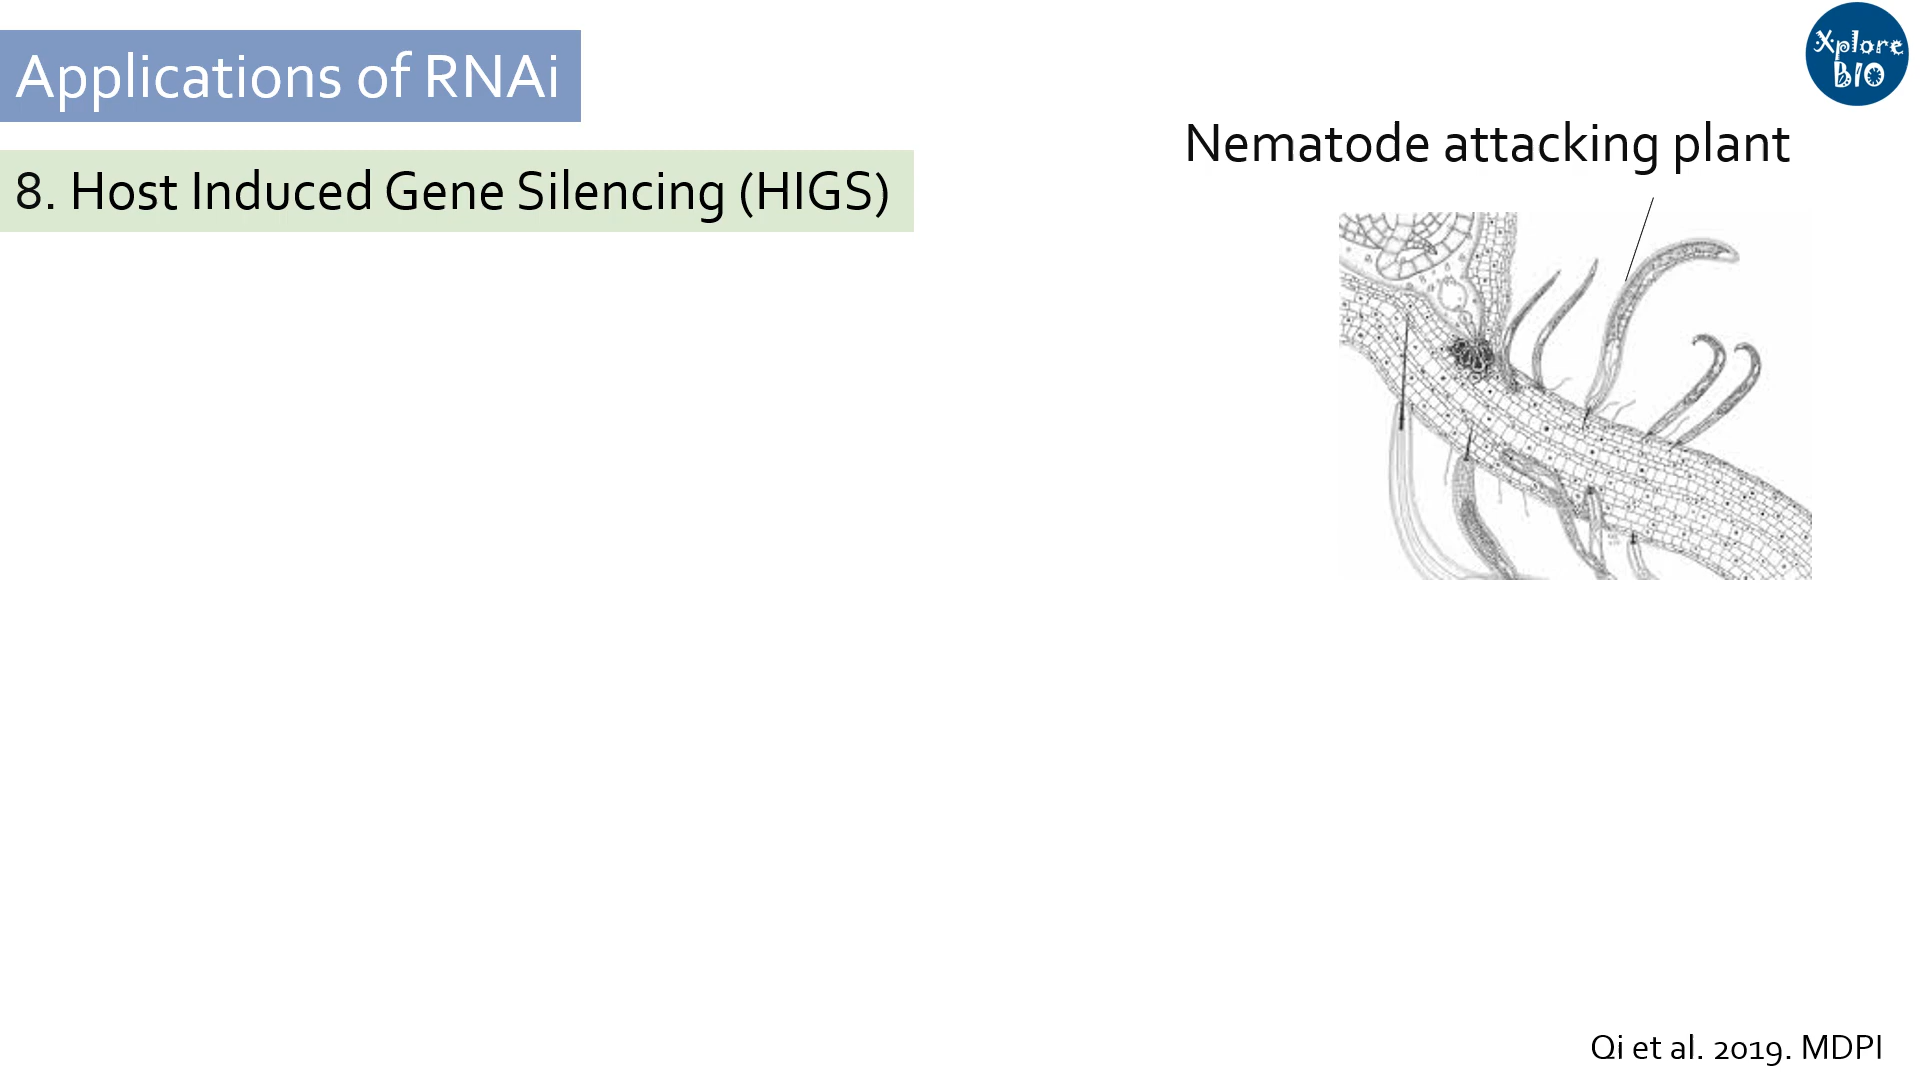 Applications of RNAi
Xplore
BIO
Nematode attacking plant
8. Host Induced Gene Silencing (HIGS)
Qi et al. 2019. MDPI